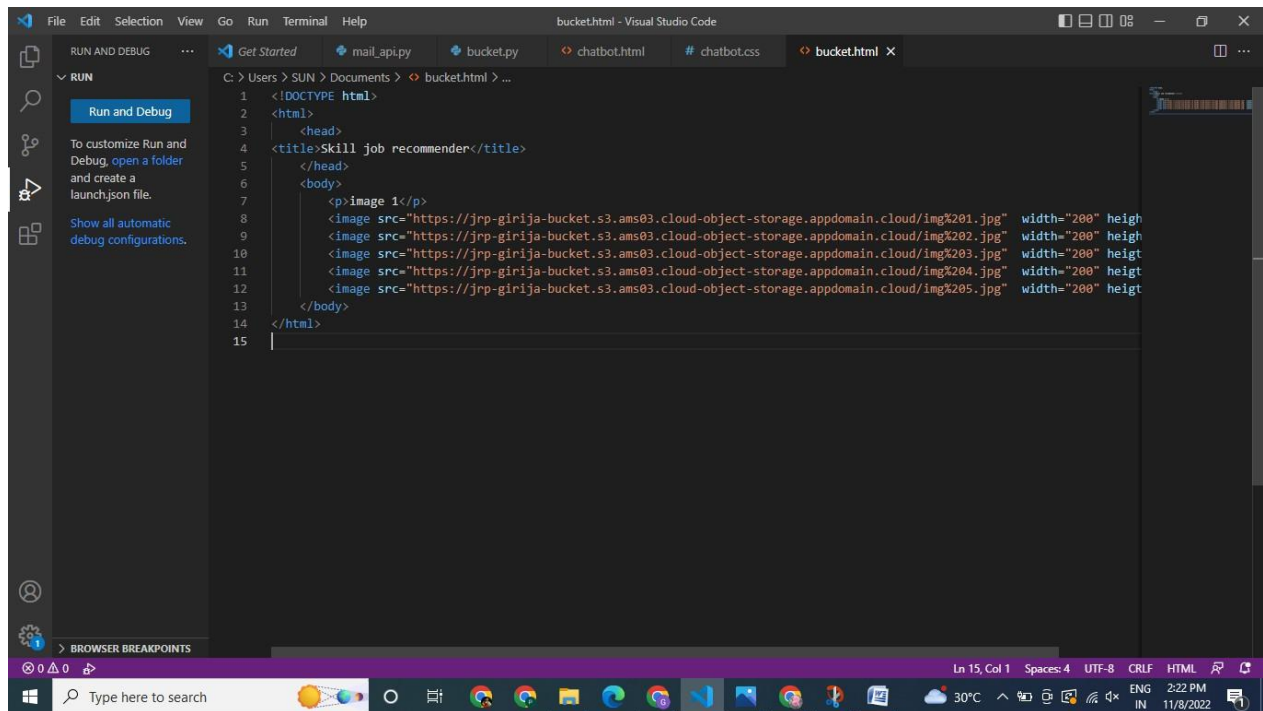 File Edit Selection View Go Run Terminal Help bucket.html - Visual Studio Code
RUN AND DEBUG ... Get Started mail_api.py bucket.py chatbot.html # chatbot.css bucket.html
RUN
Run and Debug
To customize Run and
Debug, open a folder
and create a
launch.json file.
Show all automatic
debug configurations.
C: > Users > SUN > Documents > bucket.html > ...
1 <!DOCTYPE html>
2 <html>
3 <head>
4 <title>Skill job recommender</title>
5 </head>
6 <body>
7 <p>image 1</p>
8 <image src="https://jrp-girija-bucket.s3.ams03.cloud-object-storage.appdomain.cloud/img%201.jpg" width="200" heigh
9 <image src="https://jrp-girija-bucket.s3.ams03.cloud-object-storage.appdomain.cloud/img%202.jpg" width="200" heigh
10 <image src="https://jrp-girija-bucket.s3.ams03.cloud-object-storage.appdomain.cloud/img%203.jpg" width="200" heigt
11 <image src="https://jrp-girija-bucket.s3.ams03.cloud-object-storage.appdomain.cloud/img%204.jpg" width="200" heigt
12 <image src="https://jrp-girija-bucket.s3.ams03.cloud-object-storage.appdomain.cloud/img%205.jpg" width="200" heigt
13 </body>
14 </html>
15
1
> BROWSER BREAKPOINTS
0 0 Ln 15, Col 1 Spaces: 4 UTF-8 CRLF HTML
Type here to search 30°C ENG 2:22 PM
IN 11/8/2022 1